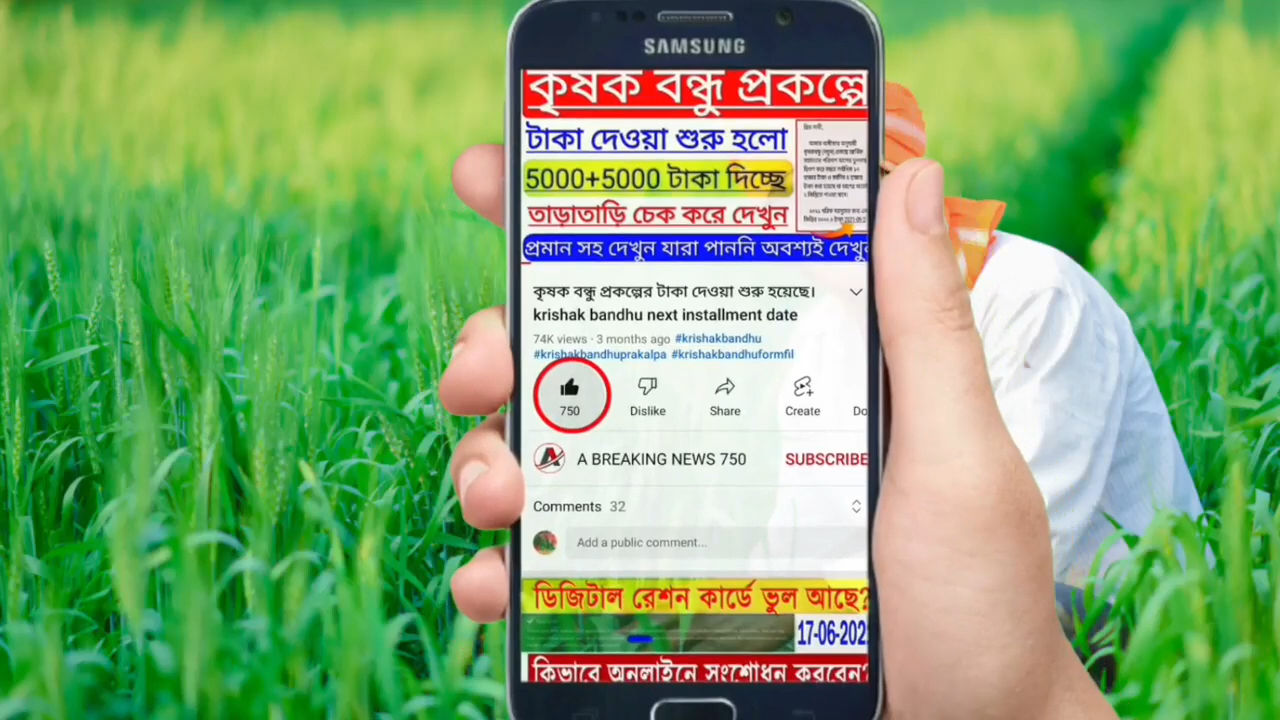 SAMSUNG
কৃষক বন্ধু প্রকল্পে
টাকা দেওয়া শুরু হলো
5000+5000 টাকা দিচ্ছে
তাড়াতাড়ি চেক করে দেখুন
প্রমান সহ দেখুন যারা পাননি অবশ্যই দেখুন
কৃষক বন্ধু প্রকল্পের টাকা দেওয়া শুরু হয়েছে।
krishak bandhu next installment date
74K views · 3 months ago #krishakbandhu
#krishakbandhuprakalpa #krishakbandhuformfil
750 Dislike Share Create Do
A BREAKING NEWS 750 SUBSCRIBE
Comments 32
Add a public comment...
ডিজিটাল রেশন কার্ডে ভুল আছে?
17-06-202
কিভাবে অনলাইনে সংশোধন করবেন?